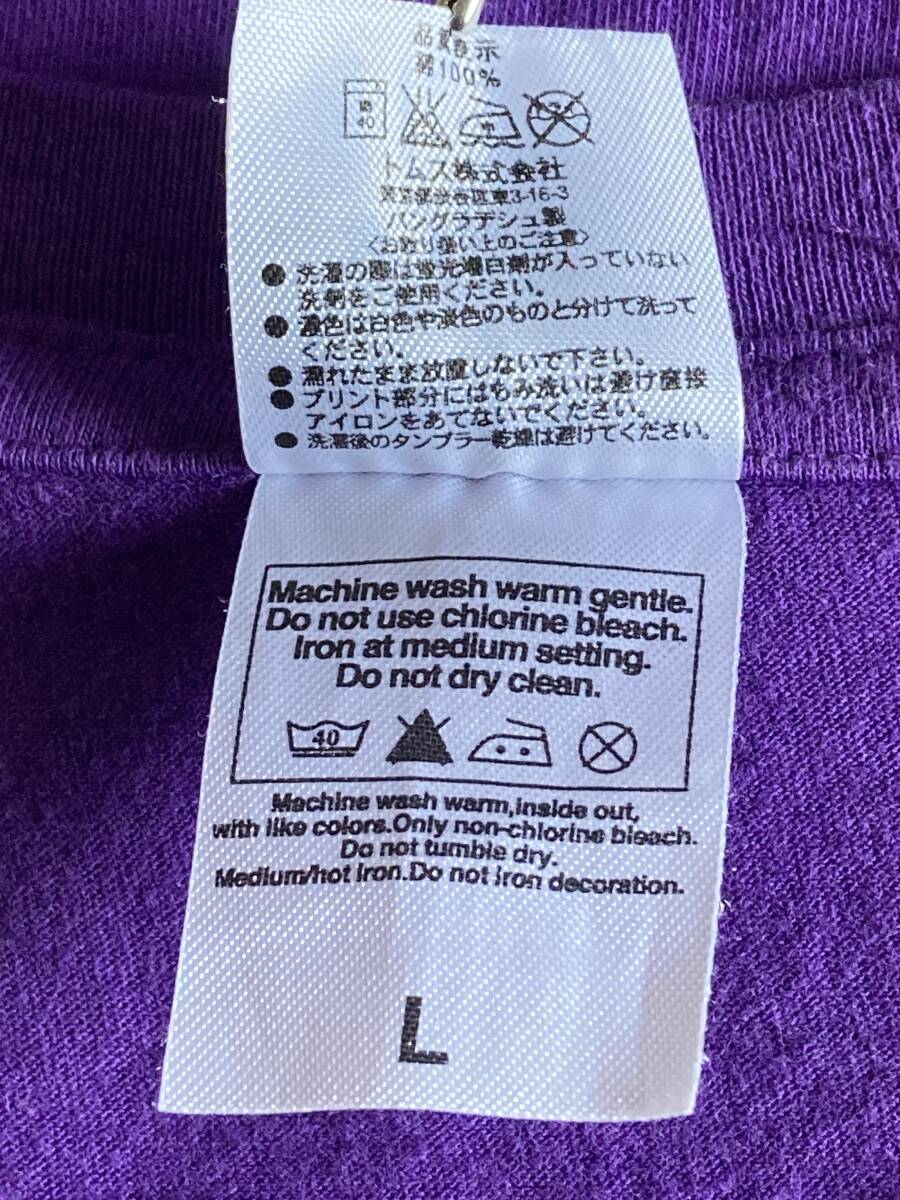 品質表示
綿100%
40
トムス株式会社
東京都渋谷区東3-16-3
バングラデシュ製
〈お取り扱い上のご注意〉
● 洗濯の際は蛍光増白剤が入っていない
洗剤をご使用ください。
● 濃色は白色や淡色のものと分けて洗って
ください。
● 濡れたまま放置しないで下さい。
● プリント部分にはもみ洗いは避け直接
アイロンをあてないでください。
● 洗濯後のタンブラー乾燥は避けてください。
Machine wash warm gentle.
Do not use chlorine bleach.
Iron at medium setting.
Do not dry clean.
40
Machine wash warm,inside out,
with like colors.Only non-chlorine bleach.
Do not tumble dry.
Medium/hot iron.Do not iron decoration.
L